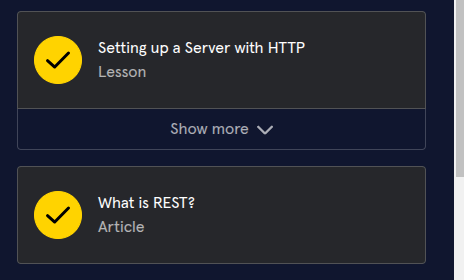 Setting up a Server with HTTP
Lesson
Show more
What is REST?
Article